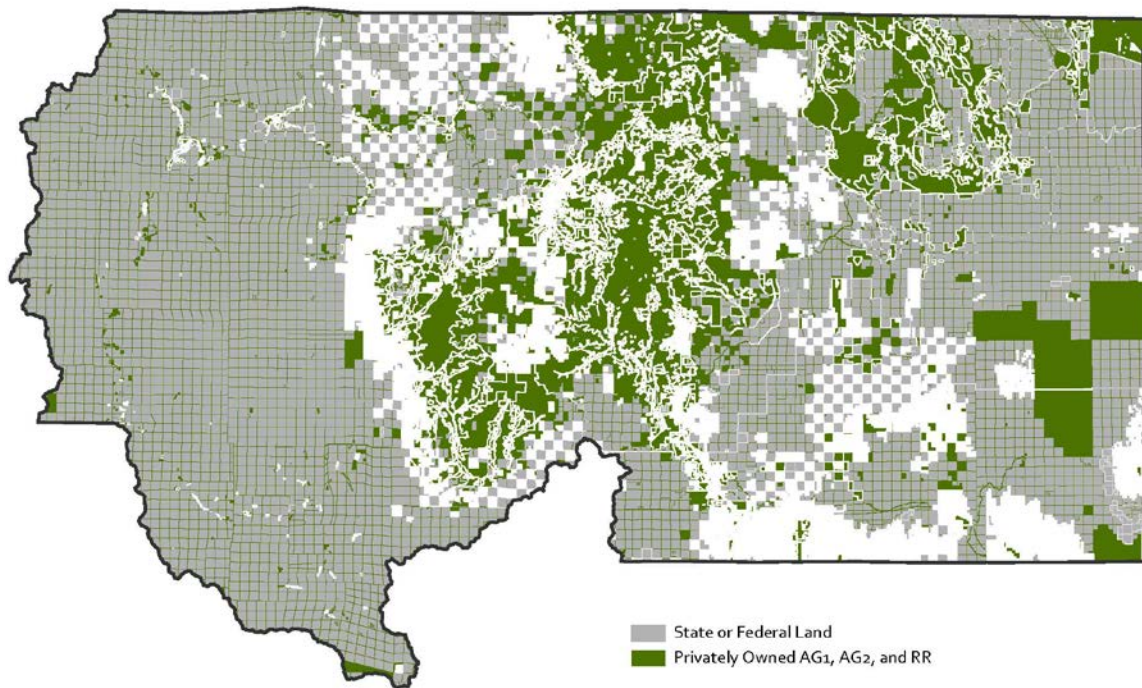 State or Federal Land
Privately Owned AG1, AG2, and RR